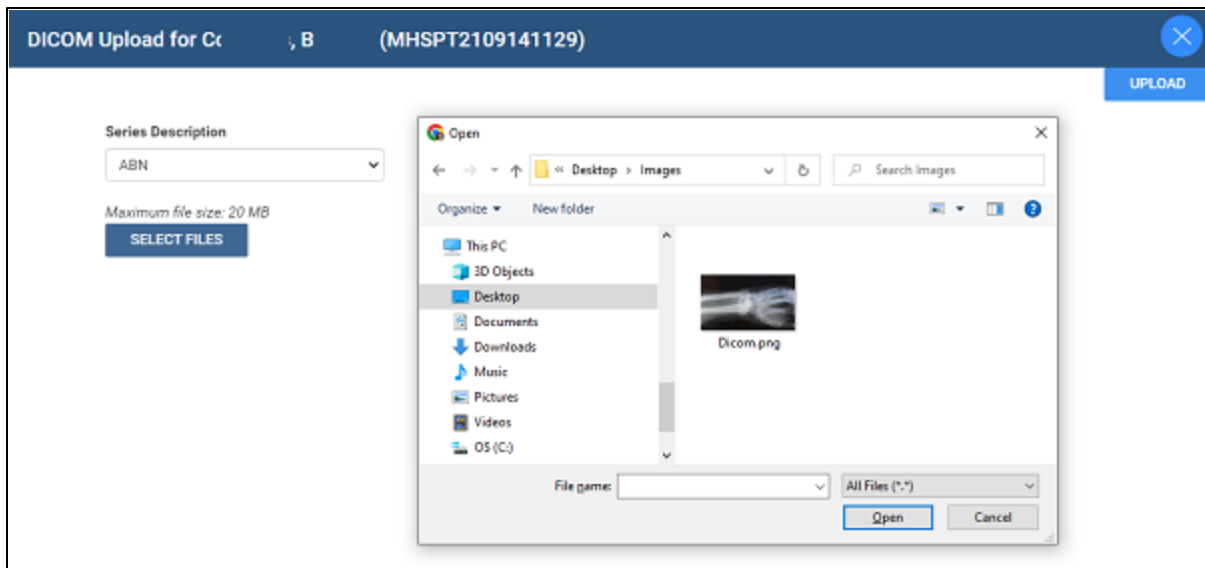 DICOM Upload for Co , B (MHSPT2109141129)
UPLOAD
Series Description
ABN
Maximum file size: 20 MB
SELECT FILES
Open
« Desktop › Images
Search Images
Organize
New folder
This PC
3D Objects
Desktop
Documents
Downloads
Music
Pictures
Videos
OS (C:)
Dicom.png
File name:
All Files (*.*)
Open
Cancel